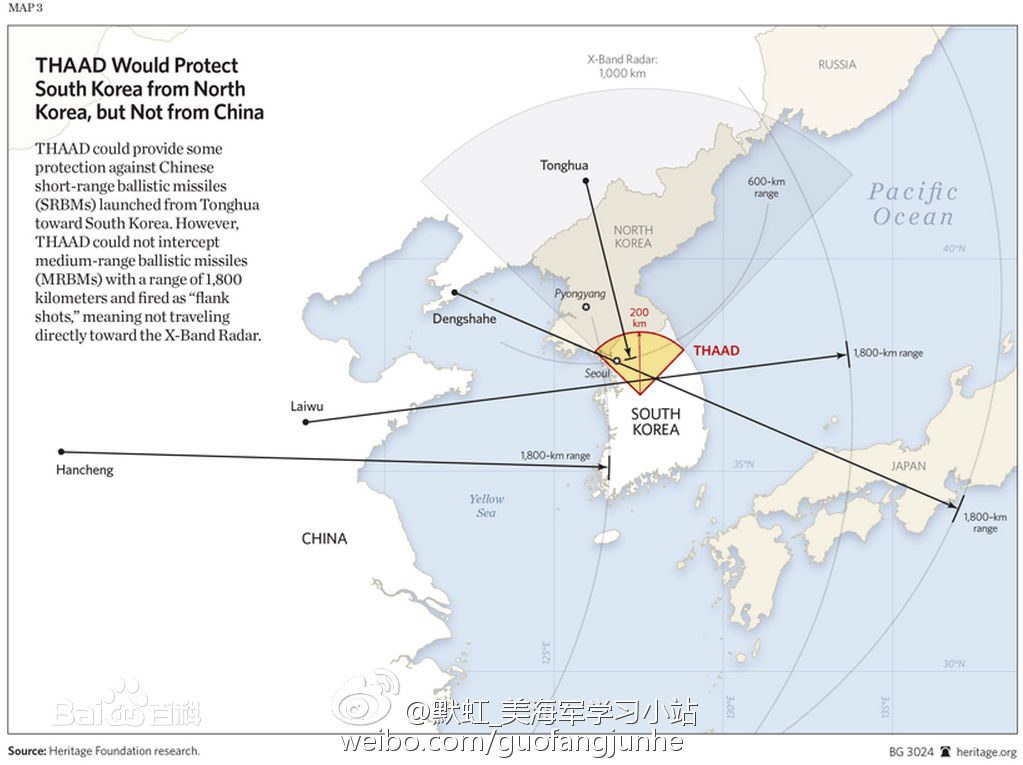 MAP 3
THAAD Would Protect
South Korea from North
Korea, but Not from China
THAAD could provide some
protection against Chinese
short-range ballistic missiles
(SRBMs) launched from Tonghua
toward South Korea. However,
THAAD could not intercept
medium-range ballistic missiles
(MRBMs) with a range of 1,800
kilometers and fired as “flank
shots,” meaning not traveling
directly toward the X-Band Radar.
X-Band Radar:
1,000 km
RUSSIA
Tonghua
600-km
range
Pacific
Ocean
NORTH
KOREA
40°N
Pyongyang
Dengshahe
200
km
THAAD
1,800-km range
Seoul
Laiwu
SOUTH
KOREA
Hancheng
1,800-km range
35°N
JAPAN
Yellow
Sea
1,800-km
range
CHINA
125°E
30°N
130°E
135°E
Baidu百科
@默虹_美海军学习小站
weibo.com/guofangjunhe
Source: Heritage Foundation research.
BG 3024 heritage.org